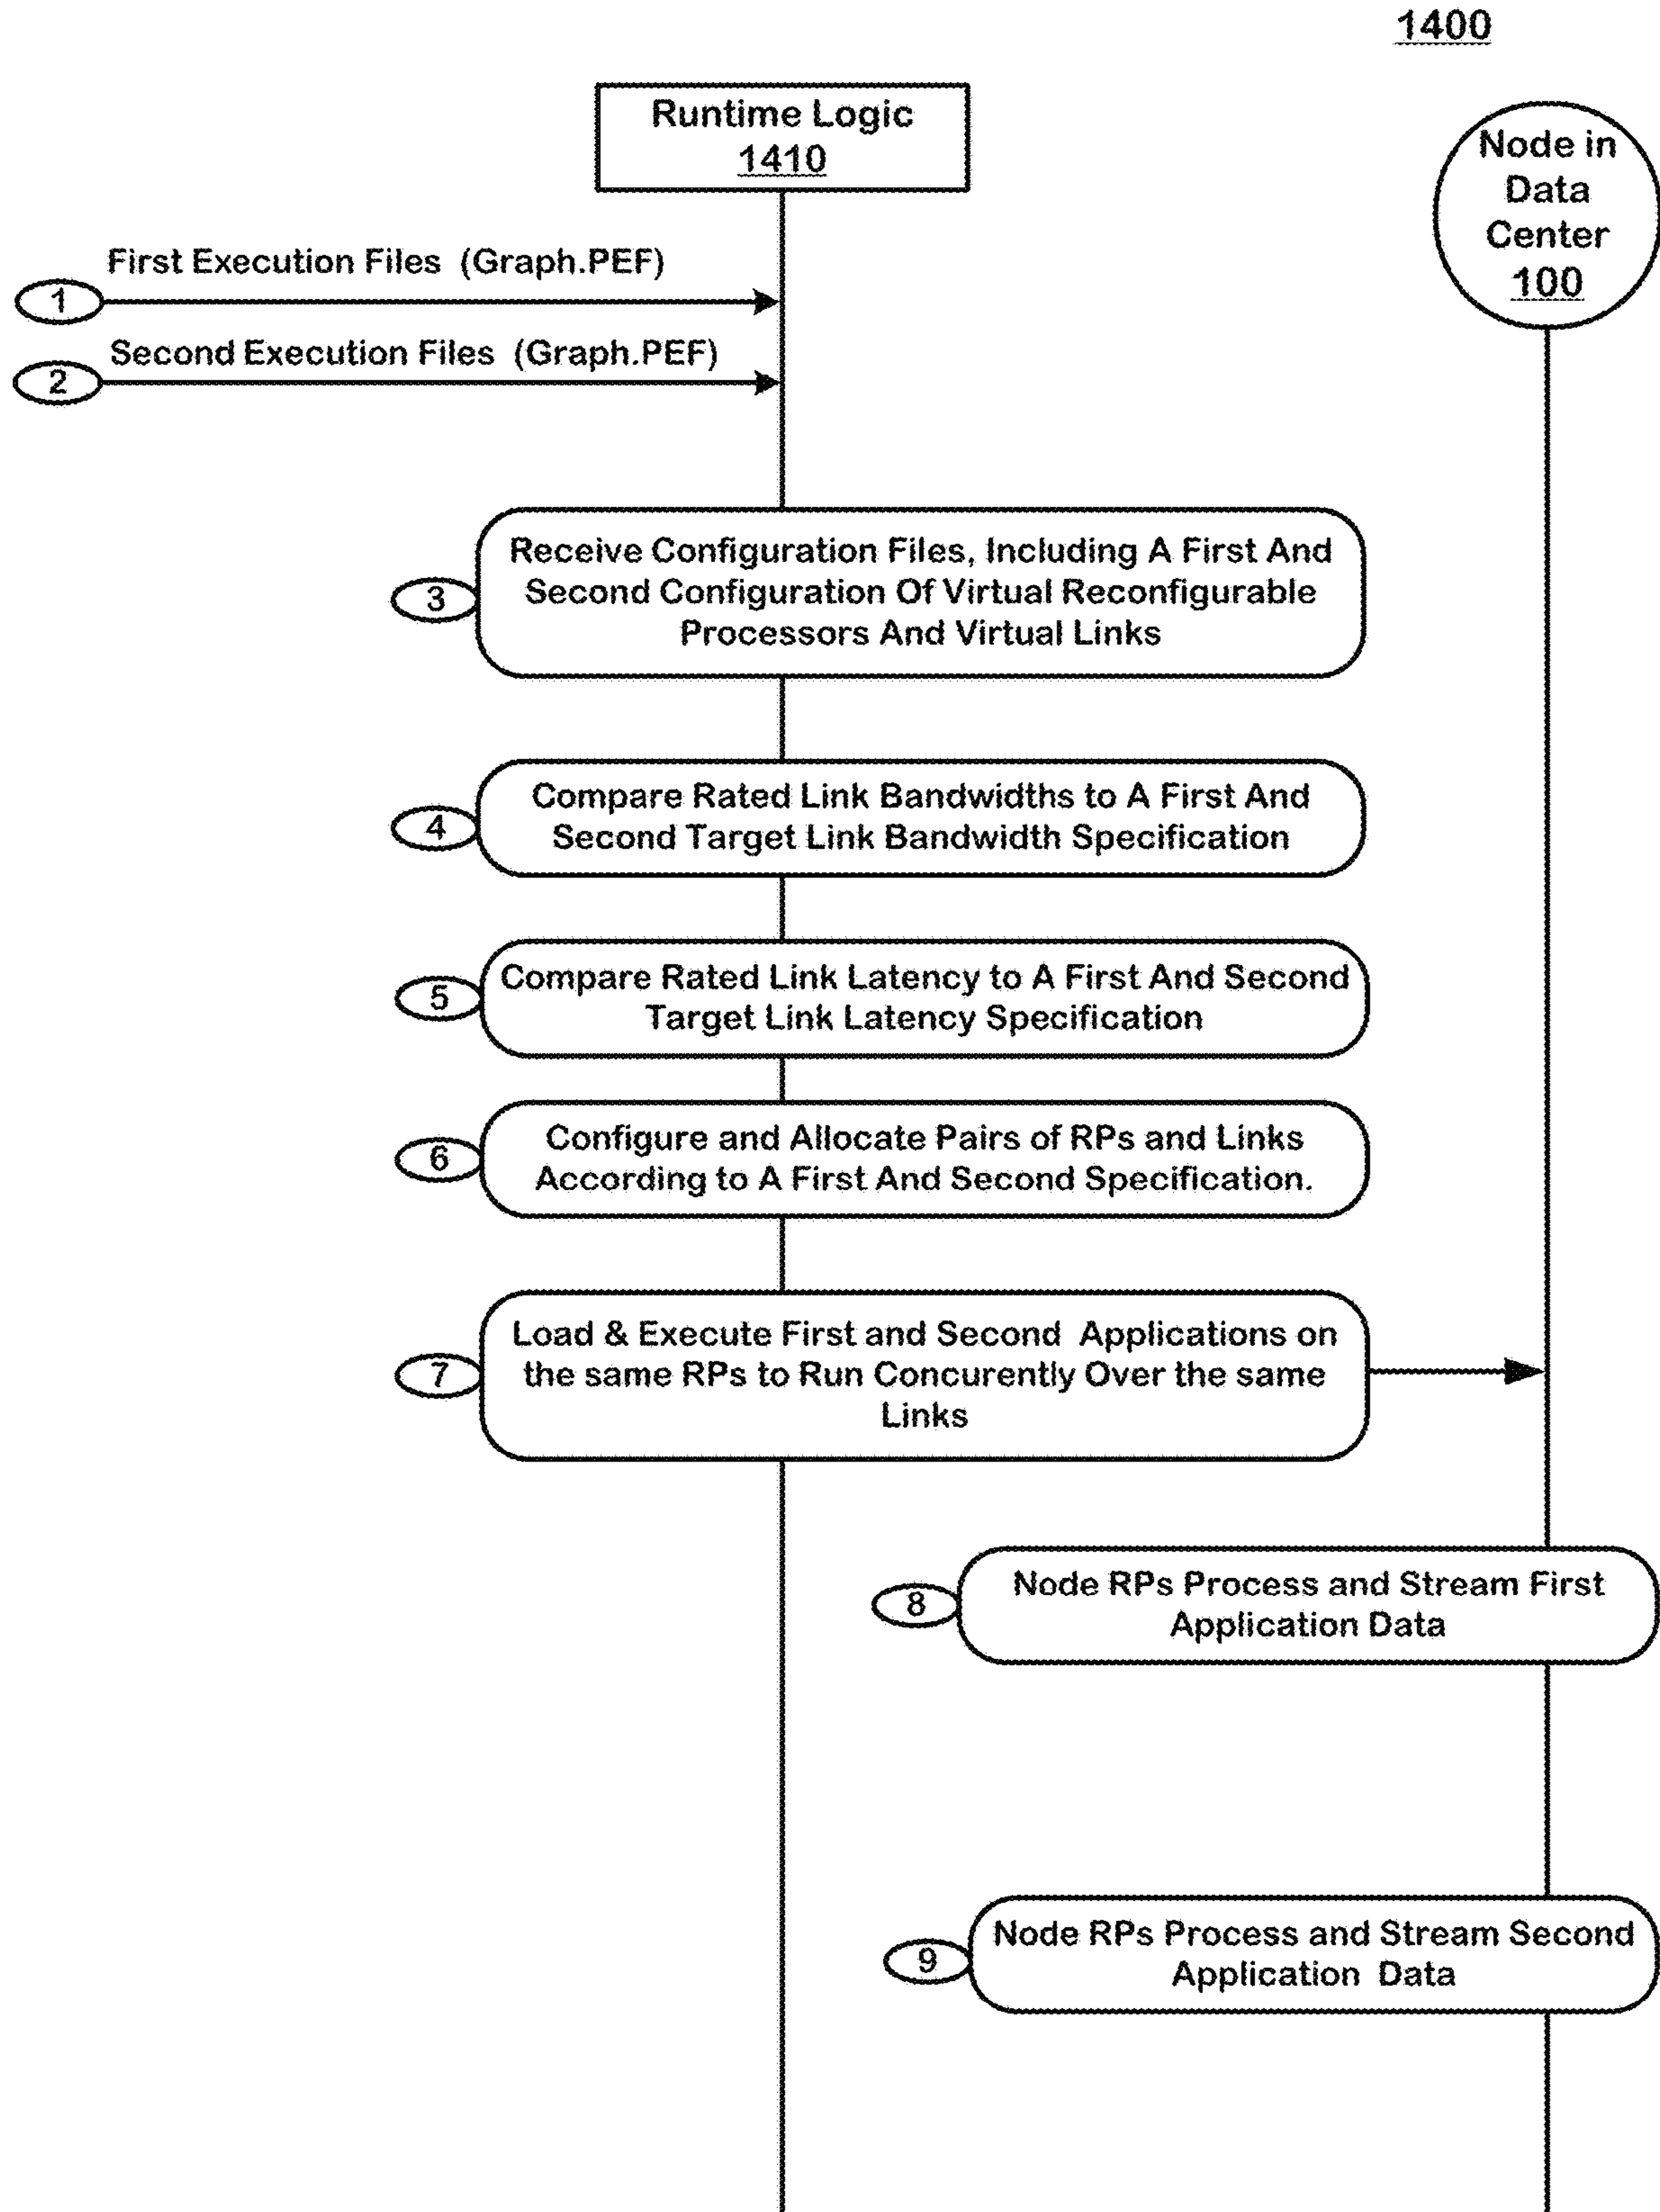 1400
Runtime Logic
1410
Node in
Data
Center
100
First Execution Files (Graph.PEF)
1
Second Execution Files (Graph.PEF)
2
3
Receive Configuration Files, Including A First And
Second Configuration Of Virtual Reconfigurable
Processors And Virtual Links
4
Compare Rated Link Bandwidths to A First And
Second Target Link Bandwidth Specification
5
Compare Rated Link Latency to A First And Second
Target Link Latency Specification
6
Configure and Allocate Pairs of RPs and Links
According to A First And Second Specification.
7
Load & Execute First and Second Applications on
the same RPs to Run Concurently Over the same
Links
8
Node RPs Process and Stream First
Application Data
9
Node RPs Process and Stream Second
Application Data